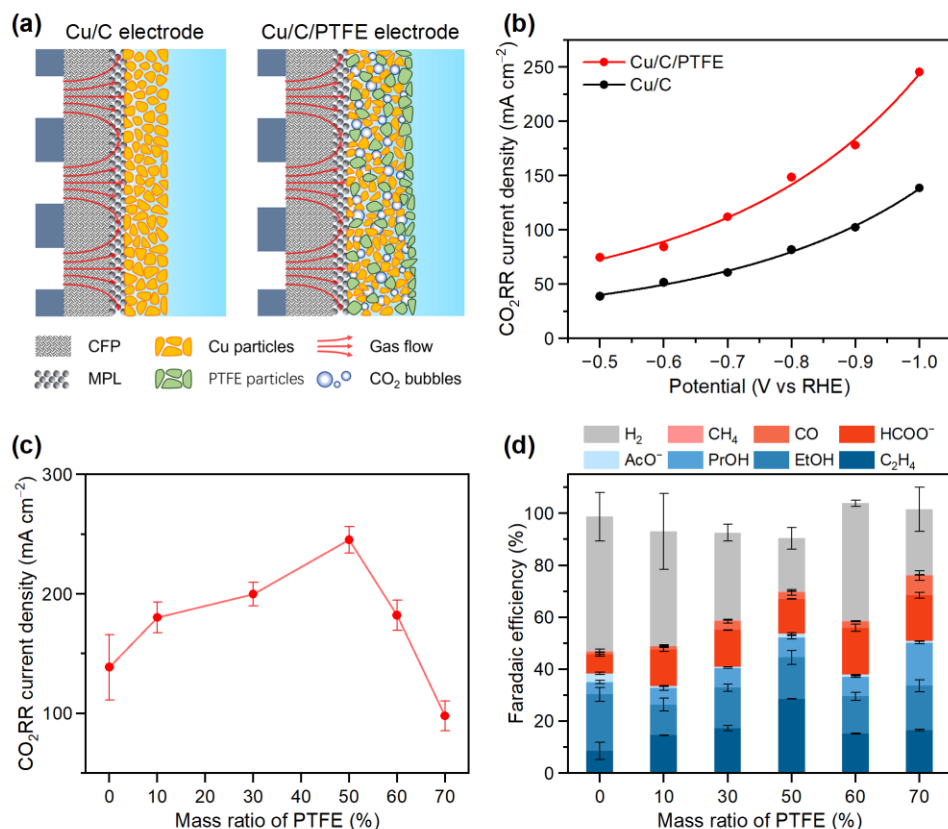 (a)
Cu/C electrode
Cu/C/PTFE electrode
CFP
Cu particles
Gas flow
MPL
PTFE particles
CO₂ bubbles
(b)
CO₂RR current density (mA cm⁻²)
250
200
150
100
50
0
Cu/C/PTFE
Cu/C
−0.5 −0.6 −0.7 −0.8 −0.9 −1.0
Potential (V vs RHE)
(c)
CO₂RR current density (mA cm⁻²)
300
200
100
0 10 20 30 40 50 60 70
Mass ratio of PTFE (%)
(d)
H₂ CH₄ CO HCOO⁻
AcO⁻ PrOH EtOH C₂H₄
Faradaic efficiency (%)
100
80
60
40
20
0
0 10 30 50 60 70
Mass ratio of PTFE (%)